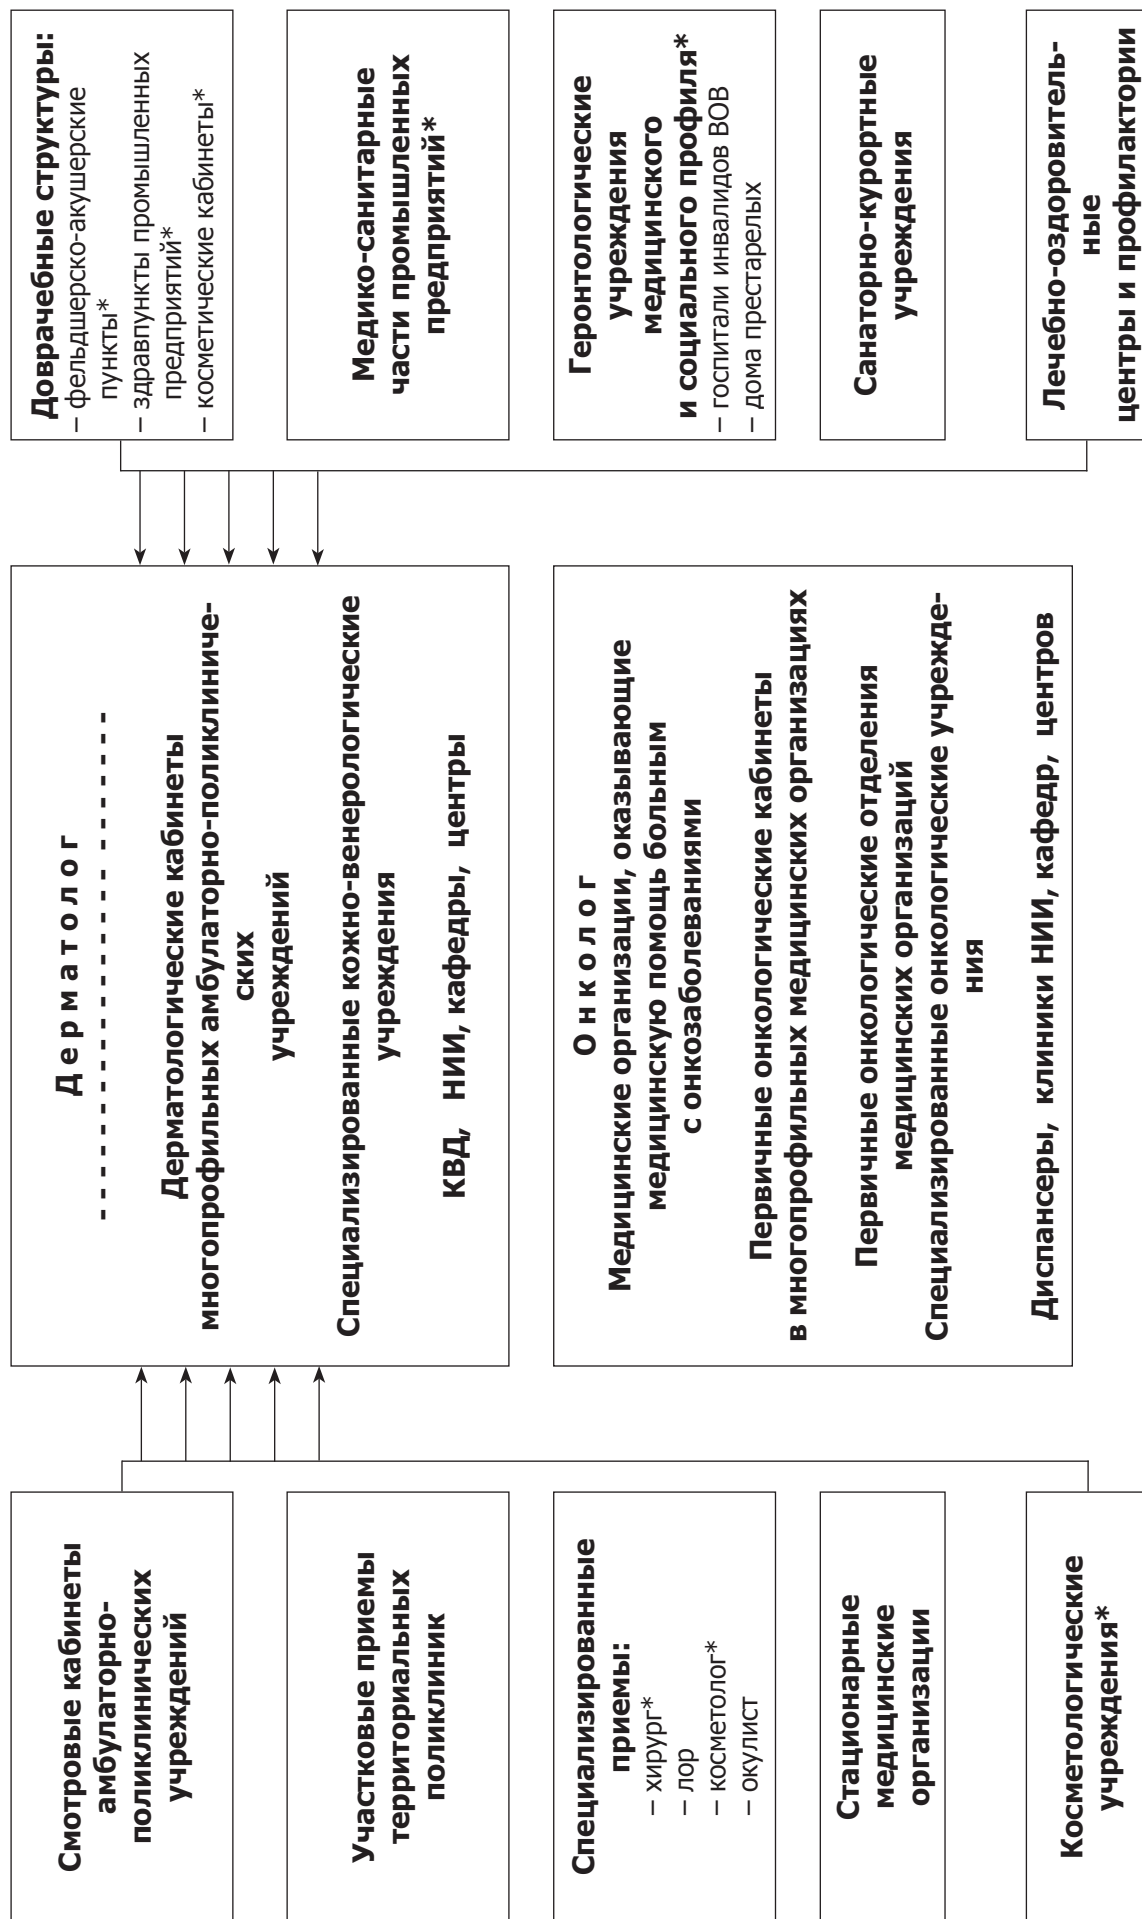 Смотровые кабинеты
амбулаторно-
поликлинических
учреждений
Участковые приемы
территориальных
поликлиник
Специализированные
приемы:
– хирург*
– лор
– косметолог*
– окулист
Стационарные
медицинские
организации
Косметологические
учреждения*
Дерматолог
Дерматологические кабинеты
многопрофильных амбулаторно-поликлиниче-
ских
учреждений
Специализированные кожно-венерологические
учреждения
КВД, НИИ, кафедры, центры
Онколог
Медицинские организации, оказывающие
медицинскую помощь больным
с онкозаболеваниями
Первичные онкологические кабинеты
в многопрофильных медицинских организациях
Первичные онкологические отделения
медицинских организаций
Специализированные онкологические учрежде-
ния
Диспансеры, клиники НИИ, кафедр, центров
Доврачебные структуры:
– фельдшерско-акушерские
пункты*
– здравпункты промышленных
предприятий*
– косметические кабинеты*
Медико-санитарные
части промышленных
предприятий*
Геронтологические
учреждения
медицинского
и социального профиля*
– госпитали инвалидов ВОВ
– дома престарелых
Санаторно-курортные
учреждения
Лечебно-оздоровитель-
ные
центры и профилактории